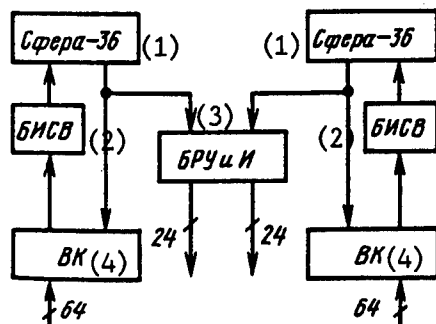 Сфера-36 (1)
(1) Сфера-36
БИСВ (2)
(3)
БРУ и И
(2) БИСВ
24
24
ВК (4)
ВК (4)
64
64